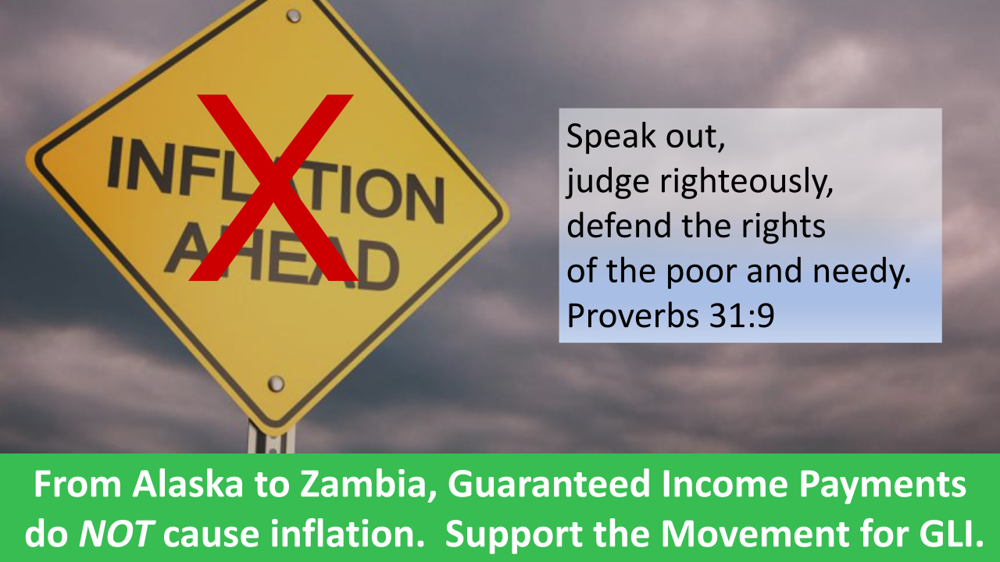 INFLATION
AHEAD
X
Speak out,
judge righteously,
defend the rights
of the poor and needy.
Proverbs 31:9
From Alaska to Zambia, Guaranteed Income Payments
do NOT cause inflation.  Support the Movement for GLI.